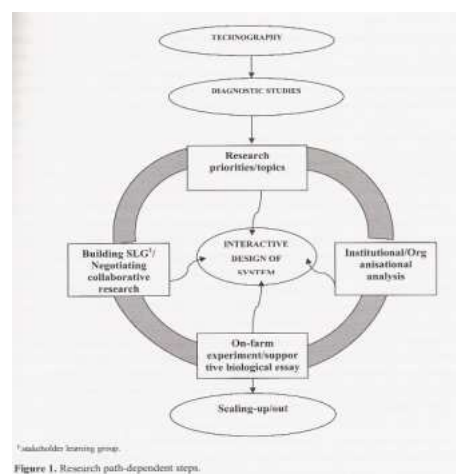 TECHNOGRAPHY
DIAGNOSTIC STUDIES
Research
priorities/topics
Building SLG¹/
Negotiating
collaborative
research
INTERACTIVE
DESIGN OF
SYSTEM
Institutional/Org
anisational
analysis
On-farm
experiment/suppor
tive biological essay
Scaling-up/out
¹stakeholder learning group.
Figure 1. Research path-dependent steps.